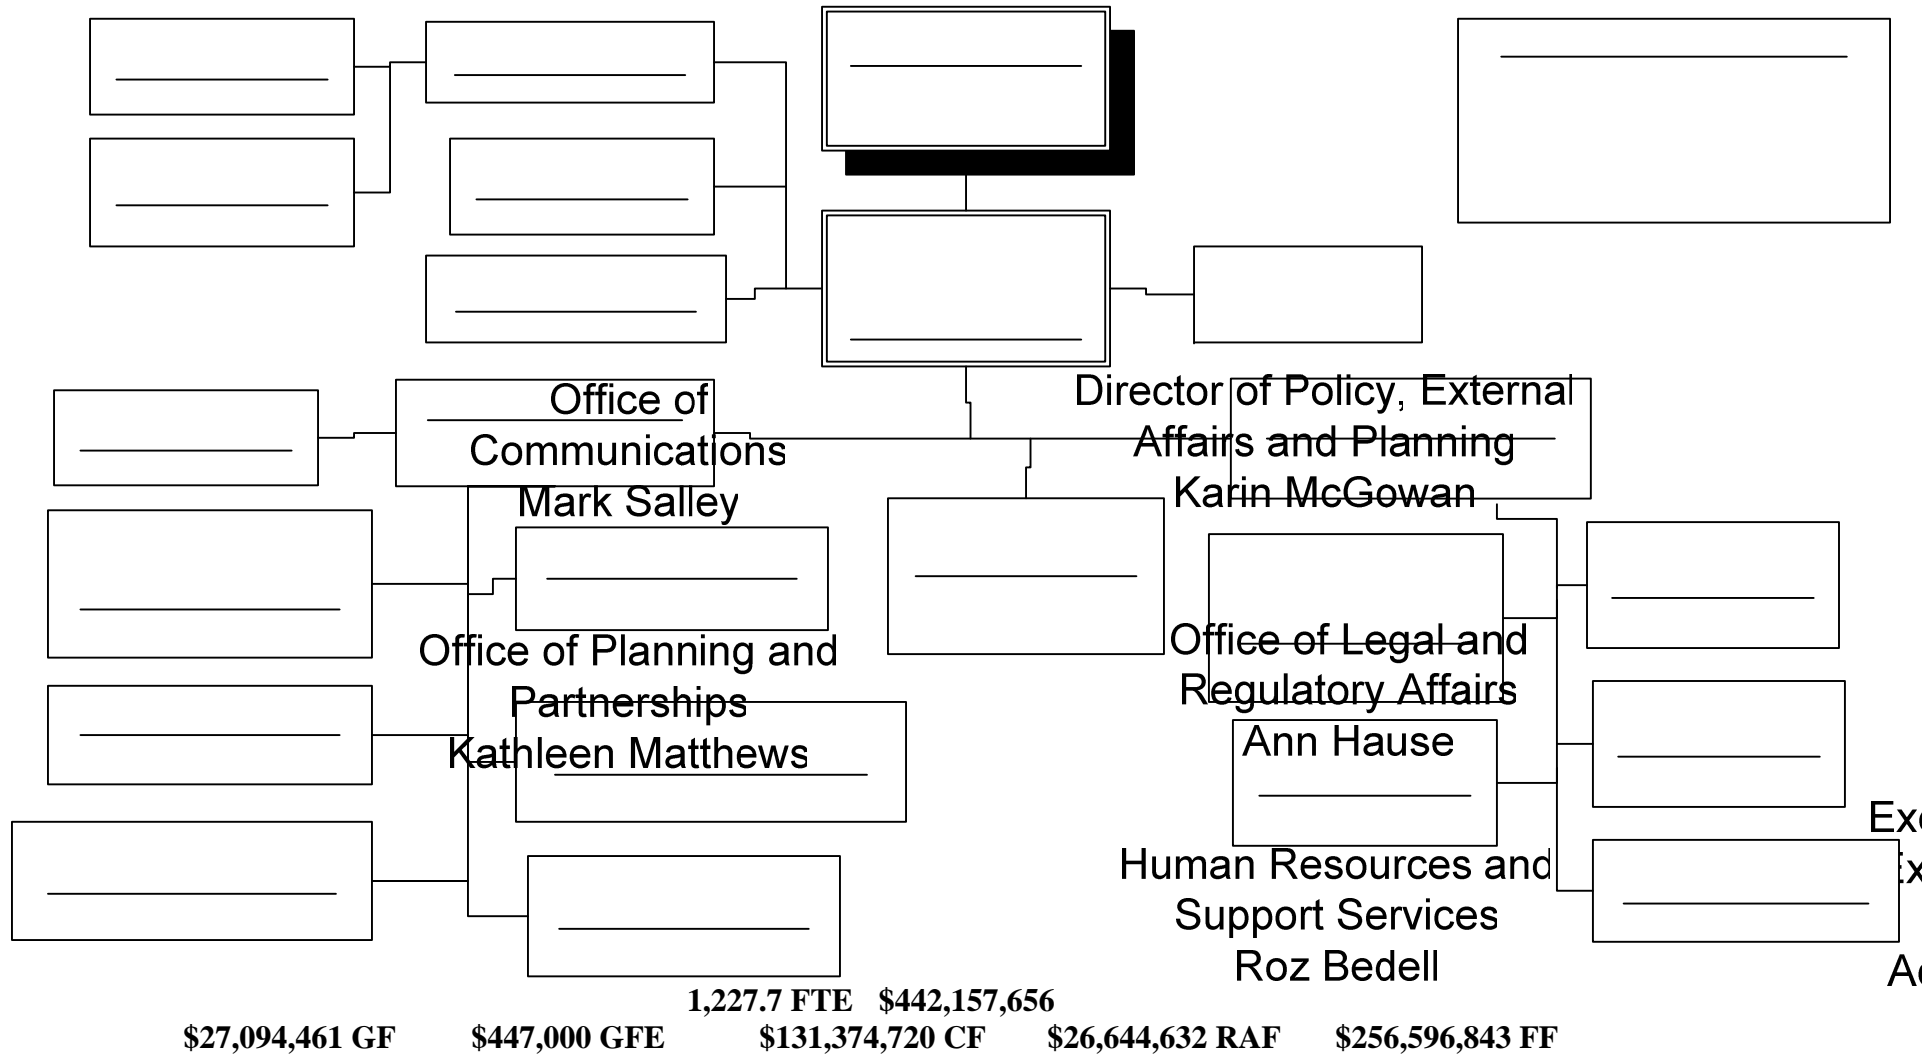 Office of
Communications
Mark Salley
Director of Policy, External
Affairs and Planning
Karin McGowan
Office of Planning and
Partnerships
Kathleen Matthews
Office of Legal and
Regulatory Affairs
Ann Hause
Human Resources and
Support Services
Roz Bedell
1,227.7 FTE $442,157,656
$27,094,461 GF $447,000 GFE $131,374,720 CF $26,644,632 RAF $256,596,843 FF